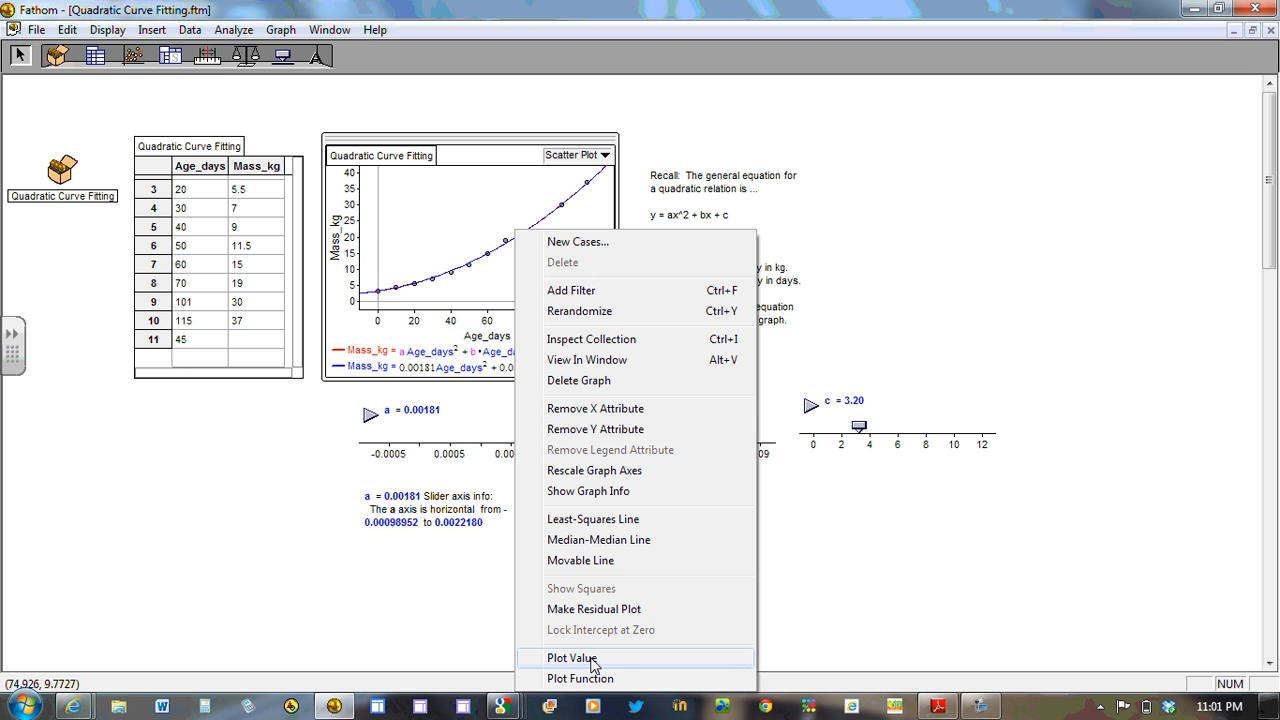 Fathom - [Quadratic Curve Fitting.ftm]
File Edit Display Insert Data Analyze Graph Window Help
Quadratic Curve Fitting
Quadratic Curve Fitting
Age_days Mass_kg
3 20 5.5
4 30 7
5 40 9
6 50 11.5
7 60 15
8 70 19
9 101 30
10 115 37
11 45
Quadratic Curve Fitting
Scatter Plot
Mass_kg
40
35
30
25
20
15
10
5
0
0 20 40 60
Age_days
Mass_kg = a Age_days² + b•Age_da
Mass_kg = 0.00181Age_days² + 0.0
Recall: The general equation for
a quadratic relation is ...
y = ax^2 + bx + c
y in kg.
y in days.
equation
graph.
New Cases...
Delete
Add Filter Ctrl+F
Rerandomize Ctrl+Y
Inspect Collection Ctrl+I
View In Window Alt+V
Delete Graph
Remove X Attribute
Remove Y Attribute
Remove Legend Attribute
Rescale Graph Axes
Show Graph Info
Least-Squares Line
Median-Median Line
Movable Line
Show Squares
Make Residual Plot
Lock Intercept at Zero
Plot Value
Plot Function
a = 0.00181
-0.0005 0.0005 0.00
09
c = 3.20
0 2 4 6 8 10 12
a = 0.00181 Slider axis info:
The a axis is horizontal from -
0.00098952 to 0.0022180
(74.926, 9.7727)
NUM
11:01 PM